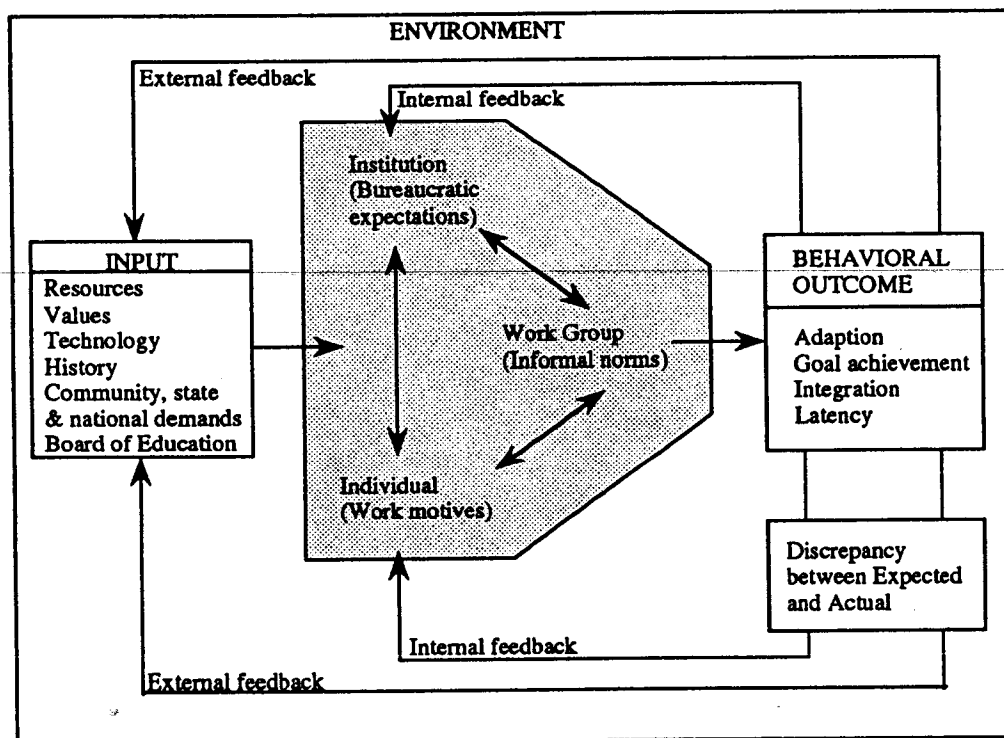 ENVIRONMENT
External feedback
Internal feedback
Institution
(Bureaucratic
expectations)
INPUT
Resources
Values
Technology
History
Community, state
& national demands
Board of Education
Work Group
(Informal norms)
Individual
(Work motives)
BEHAVIORAL
OUTCOME
Adaption
Goal achievement
Integration
Latency
Discrepancy
between Expected
and Actual
Internal feedback
External feedback